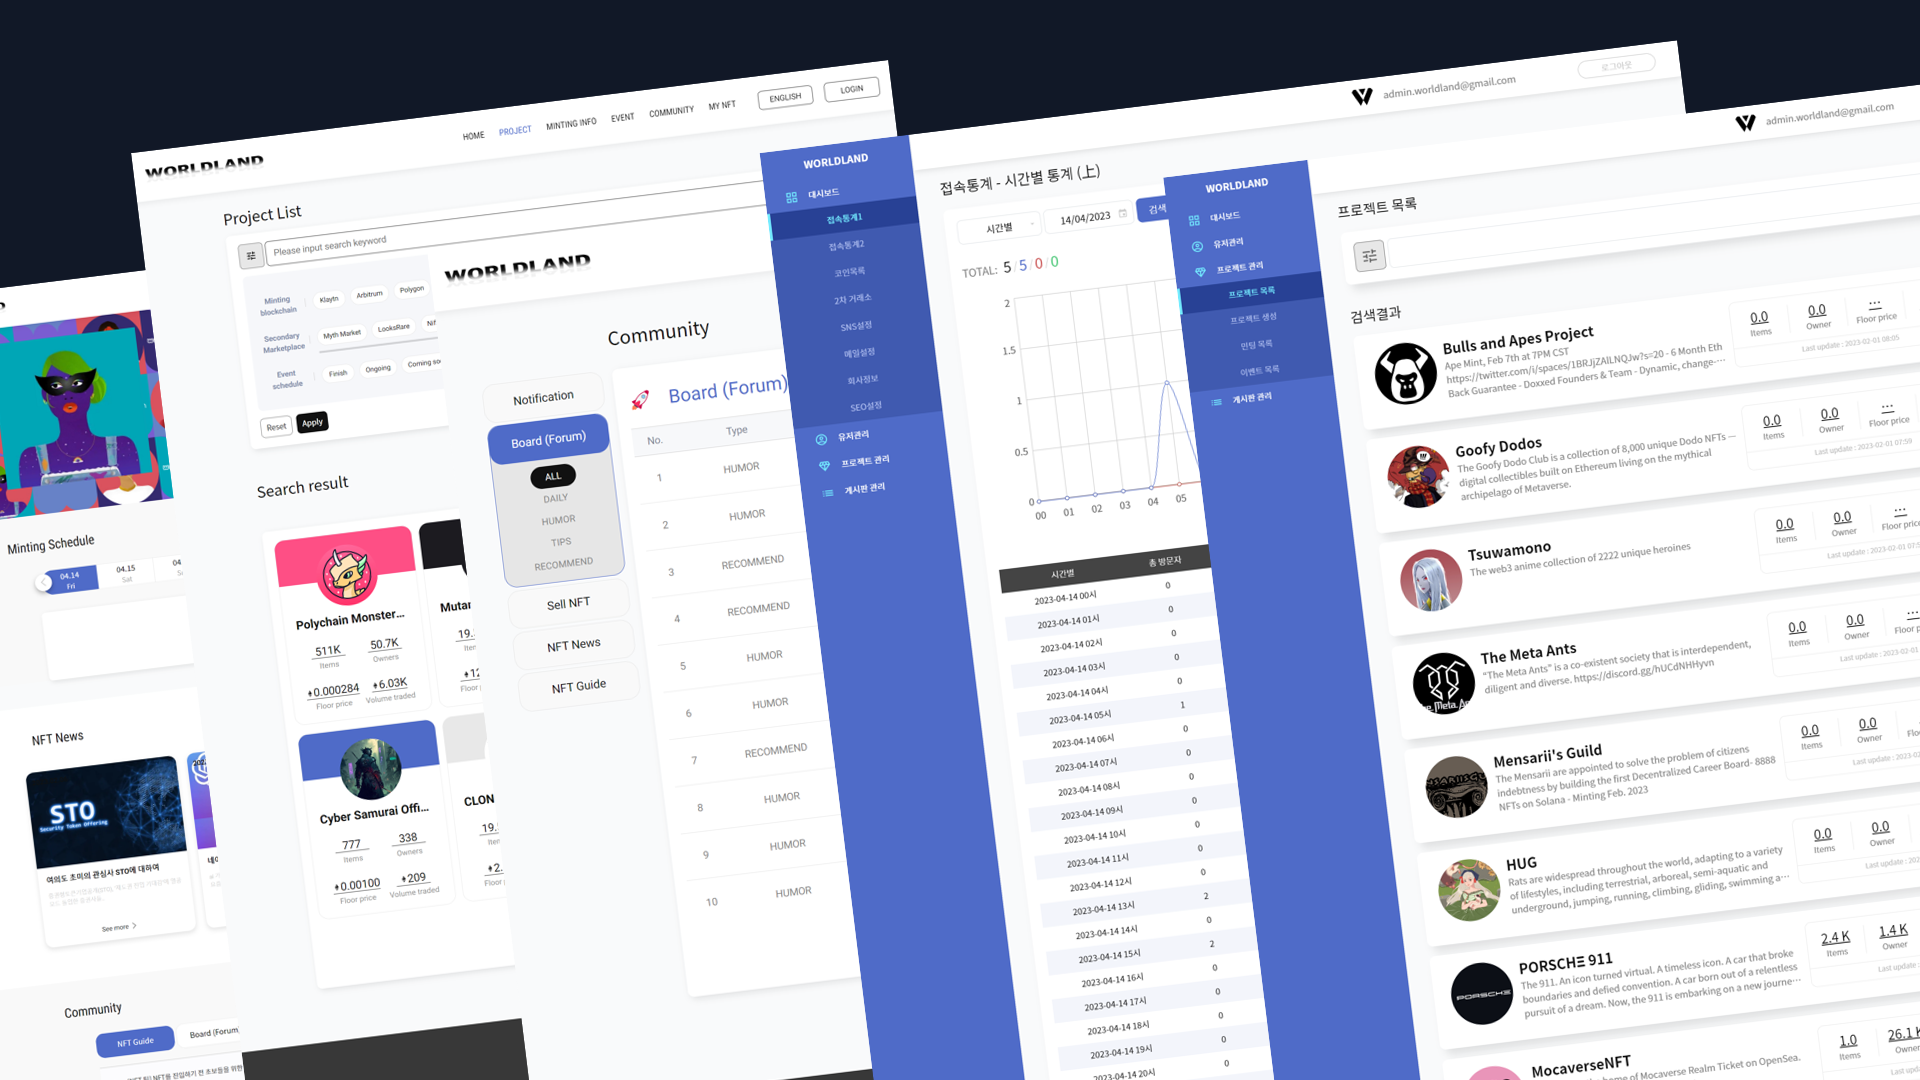 Minting Schedule
04.14
Fri
04.15
Sat
04.
NFT News
STO
Security Token Offering
여의도 초미의 관심사 STO에 대하여
See more
Community
NFT Guide
Board (Forum)
WORLDLAND
HOME
PROJECT
MINTING INFO
EVENT
COMMUNITY
MY NFT
ENGLISH
LOGIN
Project List
Please input search keyword
Minting
blockchain
Klaytn
Arbitrum
Polygon
Secondary
Marketplace
Myth Market
LooksRare
Event
schedule
Finish
Ongoing
Coming
Reset
Apply
Search result
Polychain Monster...
511K
Items
50.7K
Owners
0.000284
Floor price
6.03K
Volume traded
Cyber Samurai Offi...
777
Items
338
Owners
0.00100
Floor price
209
Volume traded
WORLDLAND
Community
Notification
Board (Forum)
ALL
DAILY
HUMOR
TIPS
RECOMMEND
Sell NFT
NFT News
NFT Guide
Board (Forum)
No.
Type
1
HUMOR
2
HUMOR
3
RECOMMEND
4
RECOMMEND
5
HUMOR
6
HUMOR
7
RECOMMEND
8
HUMOR
9
HUMOR
10
HUMOR
WORLDLAND
대시보드
접속통계1
접속통계2
코인목록
2차 거래소
SNS설정
메일설정
회사정보
SEO설정
유저관리
프로젝트 관리
게시판 관리
admin.worldland@gmail.com
로그아웃
접속통계 - 시간별 통계 (上)
시간별
14/04/2023
검색
TOTAL: 5 / 5 / 0 / 0
2
1.5
1
0.5
0
00
01
02
03
04
05
시간별
총 방문자
2023-04-14 00시
0
2023-04-14 01시
0
2023-04-14 02시
0
2023-04-14 03시
0
2023-04-14 04시
0
2023-04-14 05시
1
2023-04-14 06시
0
2023-04-14 07시
0
2023-04-14 08시
0
2023-04-14 09시
0
2023-04-14 10시
0
2023-04-14 11시
0
2023-04-14 12시
0
2023-04-14 13시
2
2023-04-14 14시
0
2023-04-14 15시
2
2023-04-14 16시
0
2023-04-14 17시
0
2023-04-14 18시
0
2023-04-14 19시
0
2023-04-14 20시
0
WORLDLAND
대시보드
유저관리
프로젝트 관리
프로젝트 목록
프로젝트 생성
민팅 목록
이벤트 목록
게시판 관리
admin.worldland@gmail.com
프로젝트 목록
검색결과
Bulls and Apes Project
Ape Mint, Feb 7th at 7PM CST
https://twitter.com/i/spaces/1BRJjZAlLNQJw?s=20 - 6 Month Eth
Back Guarantee - Doxxed Founders & Team - Dynamic, change-...
0.0
Items
0.0
Owner
...
Floor price
Last update : 2023-02-01 08:05
Goofy Dodos
The Goofy Dodo Club is a collection of 8,000 unique Dodo NFTs —
digital collectibles built on Ethereum living on the mythical
archipelago of Metaverse.
0.0
Items
0.0
Owner
...
Floor price
Last update : 2023-02-01 07:59
Tsuwamono
The web3 anime collection of 2222 unique heroines
0.0
Items
0.0
Owner
...
Floor price
Last update : 2023-02-01
The Meta Ants
"The Meta Ants" is a co-existent society that is interdependent,
diligent and diverse. https://discord.gg/hUCdNHHyvn
0.0
Items
0.0
Owner
...
Floor
Last update : 2023-02-01
Mensarii's Guild
The Mensarii are appointed to solve the problem of citizens
indebtness by building the first Decentralized Career Board- 8888
NFTs on Solana - Minting Feb. 2023
0.0
Items
0.0
Owner
Last update : 2023-02
HUG
Rats are widespread throughout the world, adapting to a variety
of lifestyles, including terrestrial, arboreal, semi-aquatic and
underground, jumping, running, climbing, gliding, swimming a...
0.0
Items
0.0
Owner
Last update : 202
PORSCHΞ 911
The 911. An icon turned virtual. A timeless icon. A car that broke
boundaries and defied convention. A car born out of a relentless
pursuit of a dream. Now, the 911 is embarking on a new journe...
2.4 K
Items
1.4 K
Owner
Last update :
MocaverseNFT
home of Mocaverse Realm Ticket on OpenSea.
1.0
Items
26.1 K
Owner